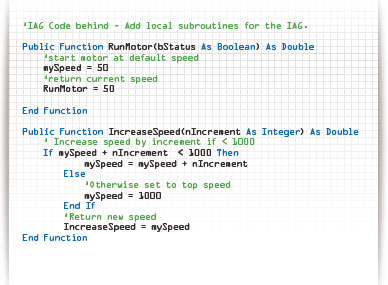 'IAG Code behind - Add local subroutines for the IAG.
Public Function RunMotor(bStatus As Boolean) As Double
'start motor at default speed
mySpeed = 50
'return current speed
RunMotor = 50
End Function
Public Function IncreaseSpeed(nIncrement As Integer) As Double
' Increase speed by increment if < 1000
If mySpeed + nIncrement < 1000 Then
mySpeed = mySpeed + nIncrement
Else
'Otherwise set to top speed
mySpeed = 1000
End If
'Return new speed
IncreaseSpeed = mySpeed
End Function